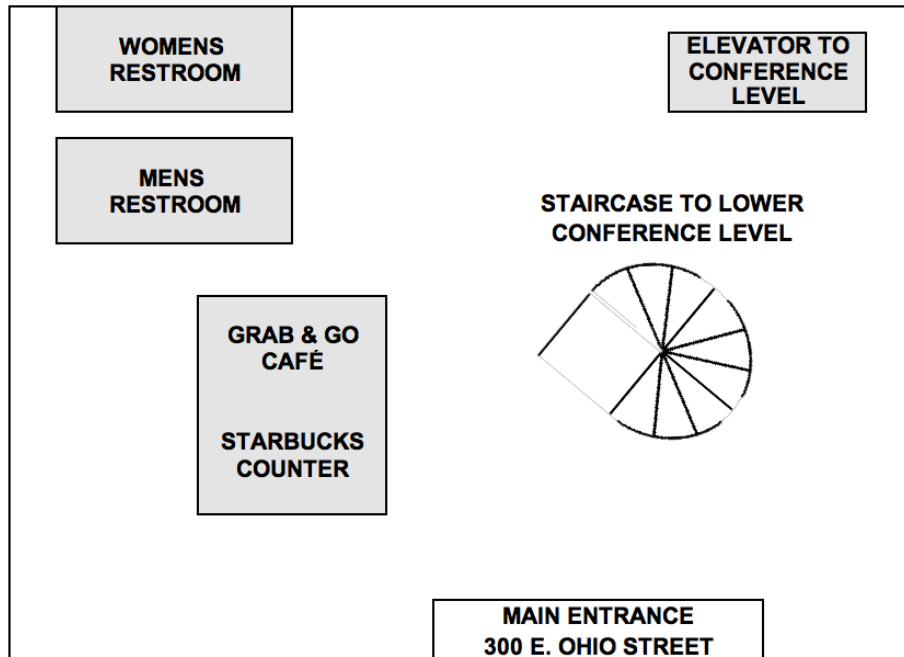 WOMENS
RESTROOM
ELEVATOR TO
CONFERENCE
LEVEL
MENS
RESTROOM
STAIRCASE TO LOWER
CONFERENCE LEVEL
GRAB & GO
CAFÉ
STARBUCKS
COUNTER
MAIN ENTRANCE
300 E. OHIO STREET